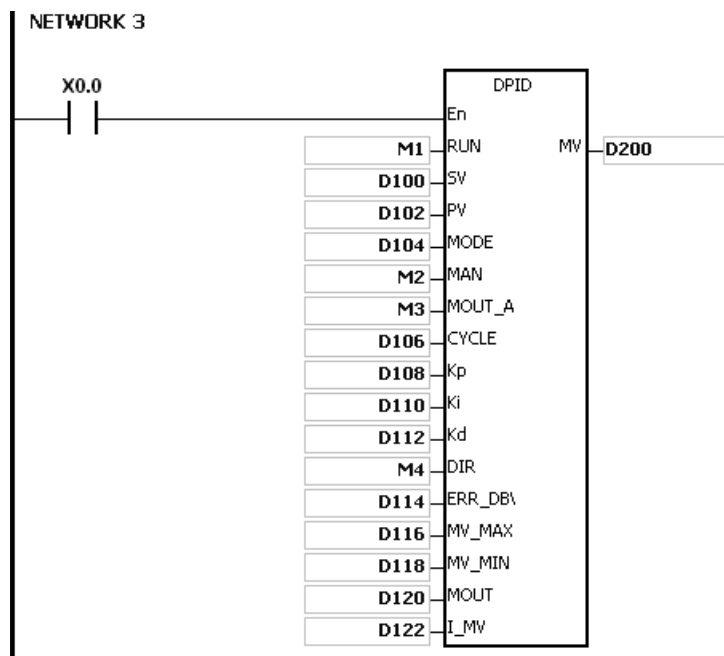 NETWORK 3
X0.0
DPID
En
M1 RUN MV D200
D100 SV
D102 PV
D104 MODE
M2 MAN
M3 MOUT_A
D106 CYCLE
D108 Kp
D110 Ki
D112 Kd
M4 DIR
D114 ERR_DB\
D116 MV_MAX
D118 MV_MIN
D120 MOUT
D122 I_MV